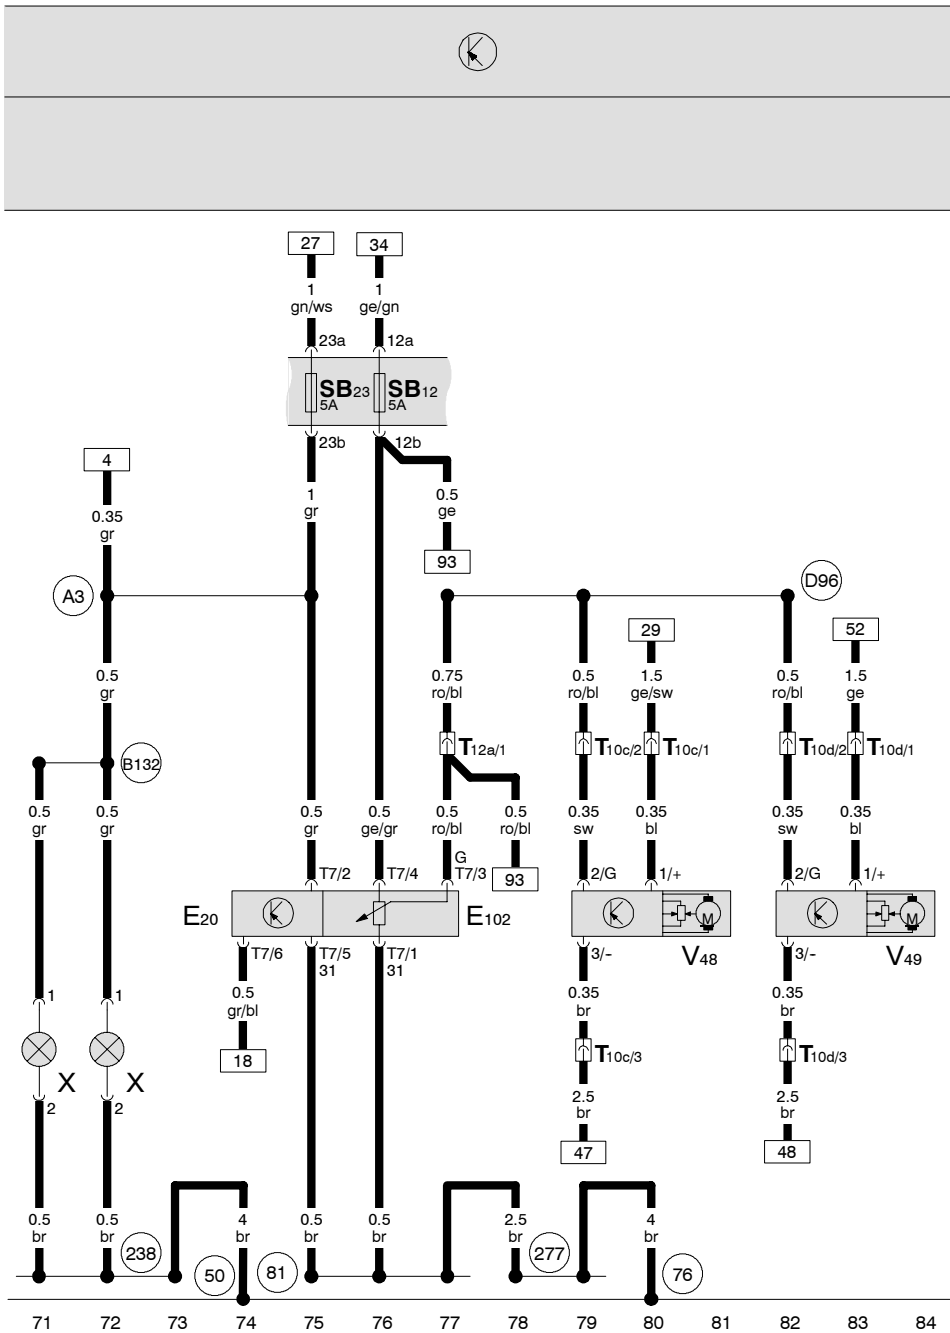 27 34
1 1
gn/ws ge/gn
23a 12a
SB23 SB12
5A 5A
23b 12b
4
0.35
gr
1
gr
0.5
ge
93
A3
D96
29 52
0.5
gr
0.75
ro/bl
0.5
ro/bl
1.5
ge/sw
0.5
ro/bl
1.5
ge
T12a/1 T10c/2 T10c/1 T10d/2 T10d/1
B132
0.5 0.5 0.5 0.5 0.5 0.5 0.35 0.35 0.35 0.35
gr gr gr ge/gr ro/bl ro/bl sw bl sw bl
G
T7/2 T7/4 T7/3 93 2/G 1/+ 2/G 1/+
E20 E102
M M
T7/6 T7/5 T7/1 3/- V48 3/- V49
31 31
0.5
gr/bl
18
0.35
br
0.35
br
1 1
X X
2 2
T10c/3 T10d/3
2.5
br
2.5
br
47 48
0.5 0.5 4 0.5 0.5 2.5 4
br br br br br br br
238 50 81 277 76
71 72 73 74 75 76 77 78 79 80 81 82 83 84